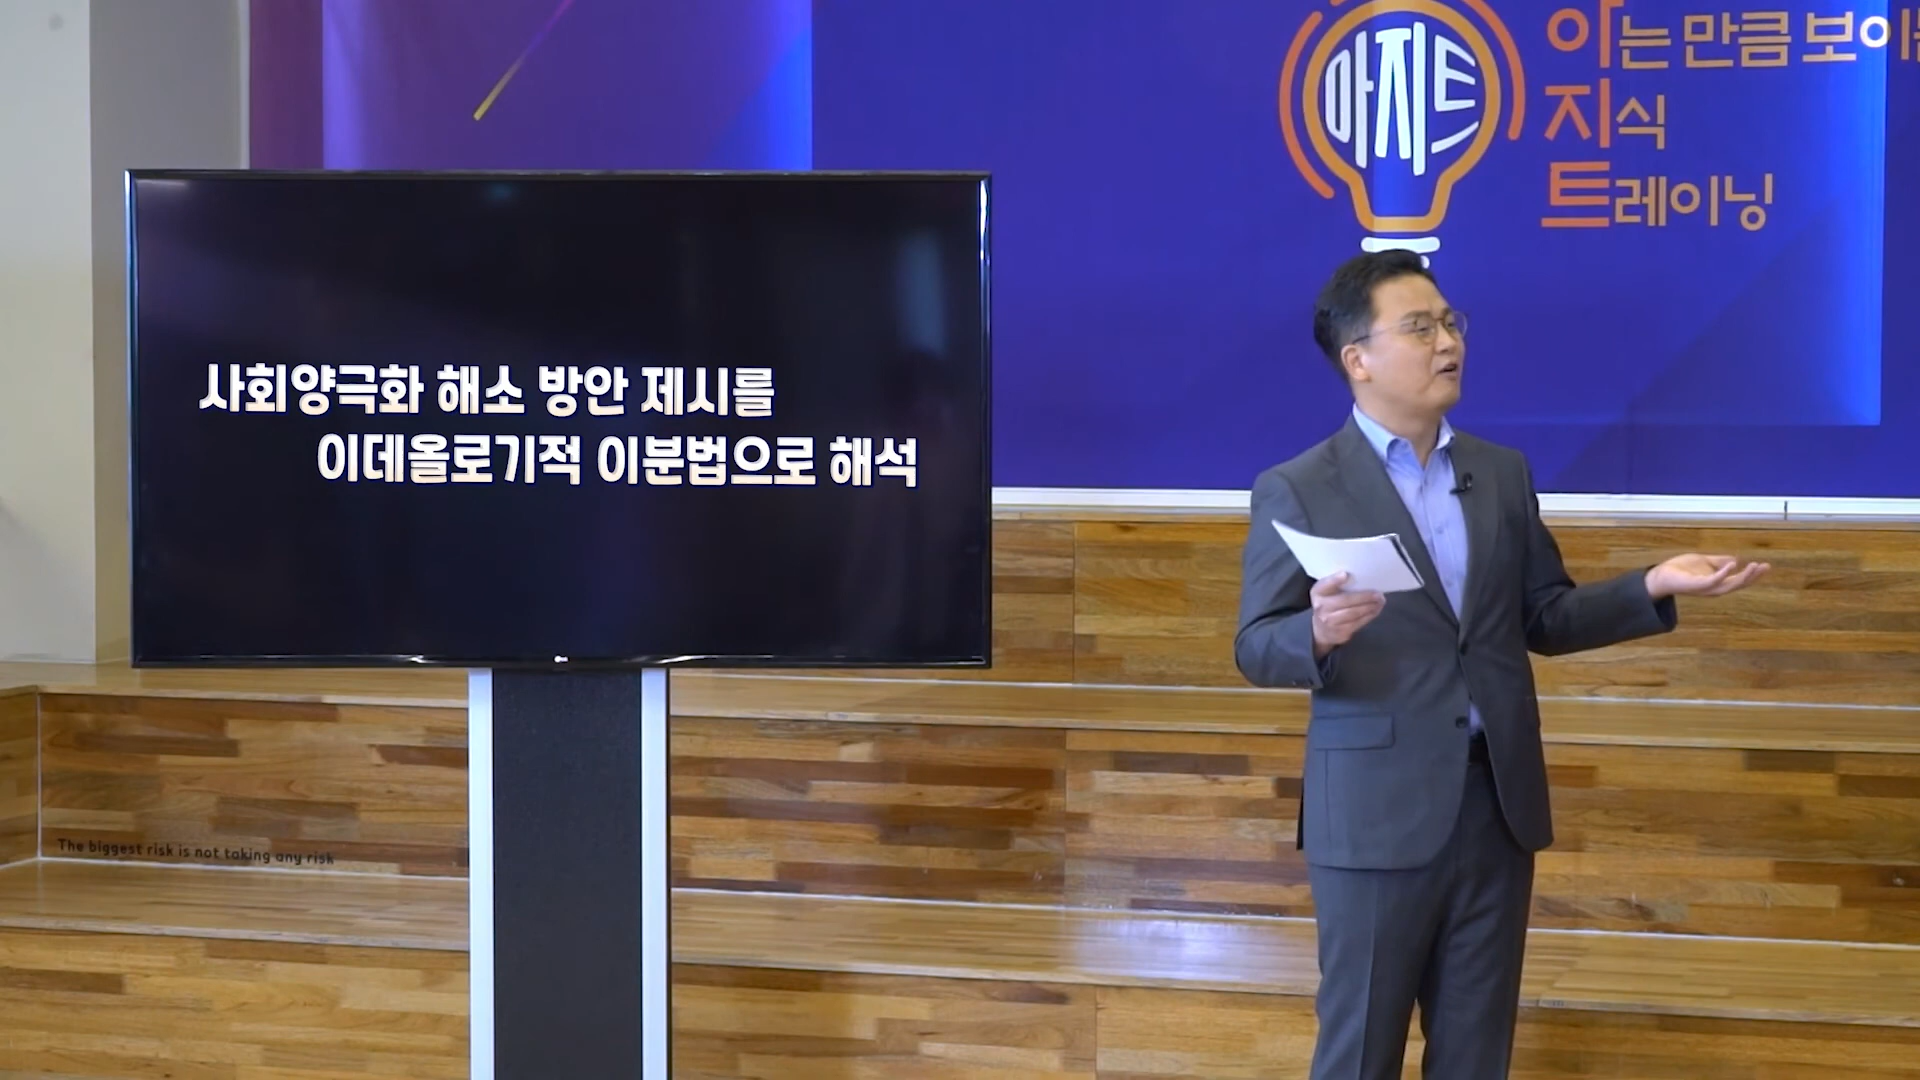 아지트
아는 만큼 보이
지식
트레이닝
사회양극화 해소 방안 제시를
이데올로기적 이분법으로 해석
The biggest risk is not taking any risk